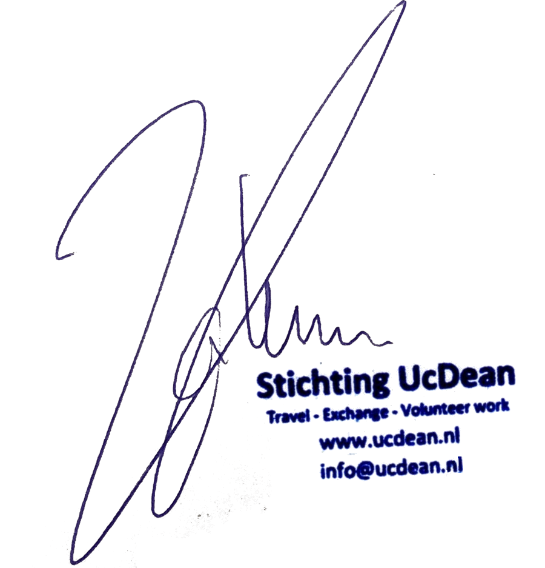 Stichting UcDean
Travel - Exchange - Volunteer work
www.ucdean.nl
info@ucdean.nl